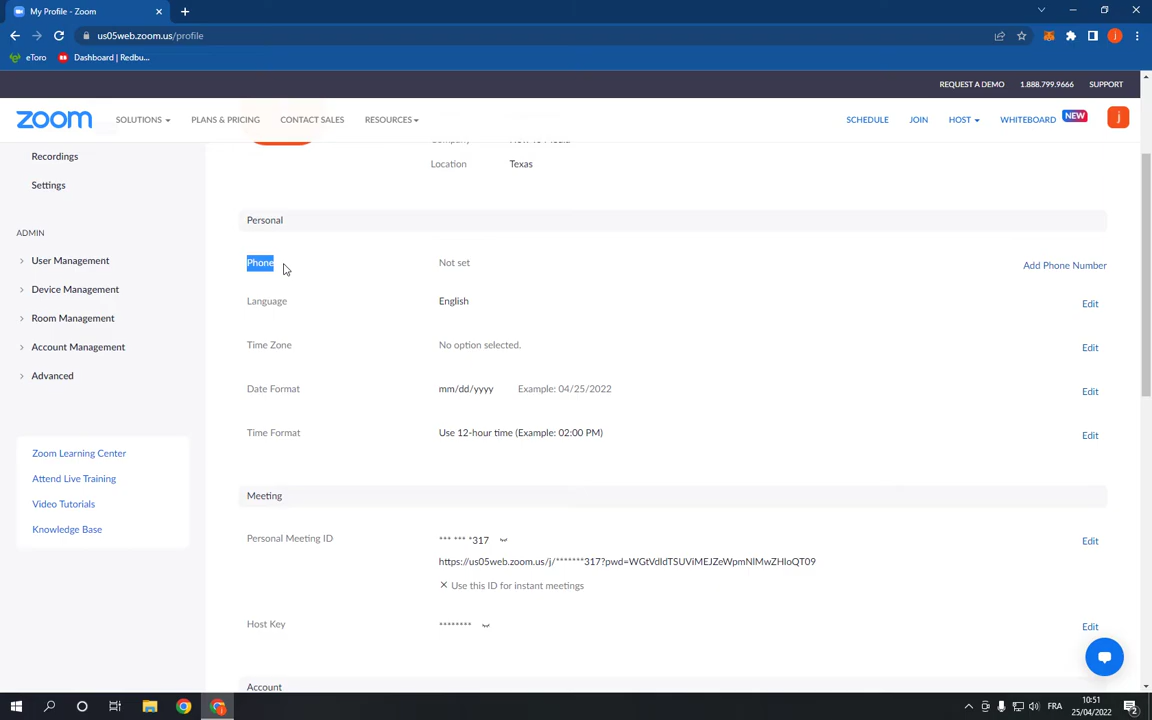 My Profile - Zoom
us05web.zoom.us/profile
eToro
Dashboard | Redbu...
REQUEST A DEMO
1.888.799.9666
SUPPORT
zoom
SOLUTIONS
PLANS & PRICING
CONTACT SALES
RESOURCES
SCHEDULE
JOIN
HOST
WHITEBOARD
NEW
j
Recordings
Settings
ADMIN
User Management
Device Management
Room Management
Account Management
Advanced
Zoom Learning Center
Attend Live Training
Video Tutorials
Knowledge Base
Location Texas
Personal
Phone Not set Add Phone Number
Language English Edit
Time Zone No option selected. Edit
Date Format mm/dd/yyyy Example: 04/25/2022 Edit
Time Format Use 12-hour time (Example: 02:00 PM) Edit
Meeting
Personal Meeting ID *** *** *317 Edit
https://us05web.zoom.us/j/*******317?pwd=WGtVdldTSUViMEJZeWpmNlMwZHloQT09
Use this ID for instant meetings
Host Key ******** Edit
Account
FRA
10:51
25/04/2022
2